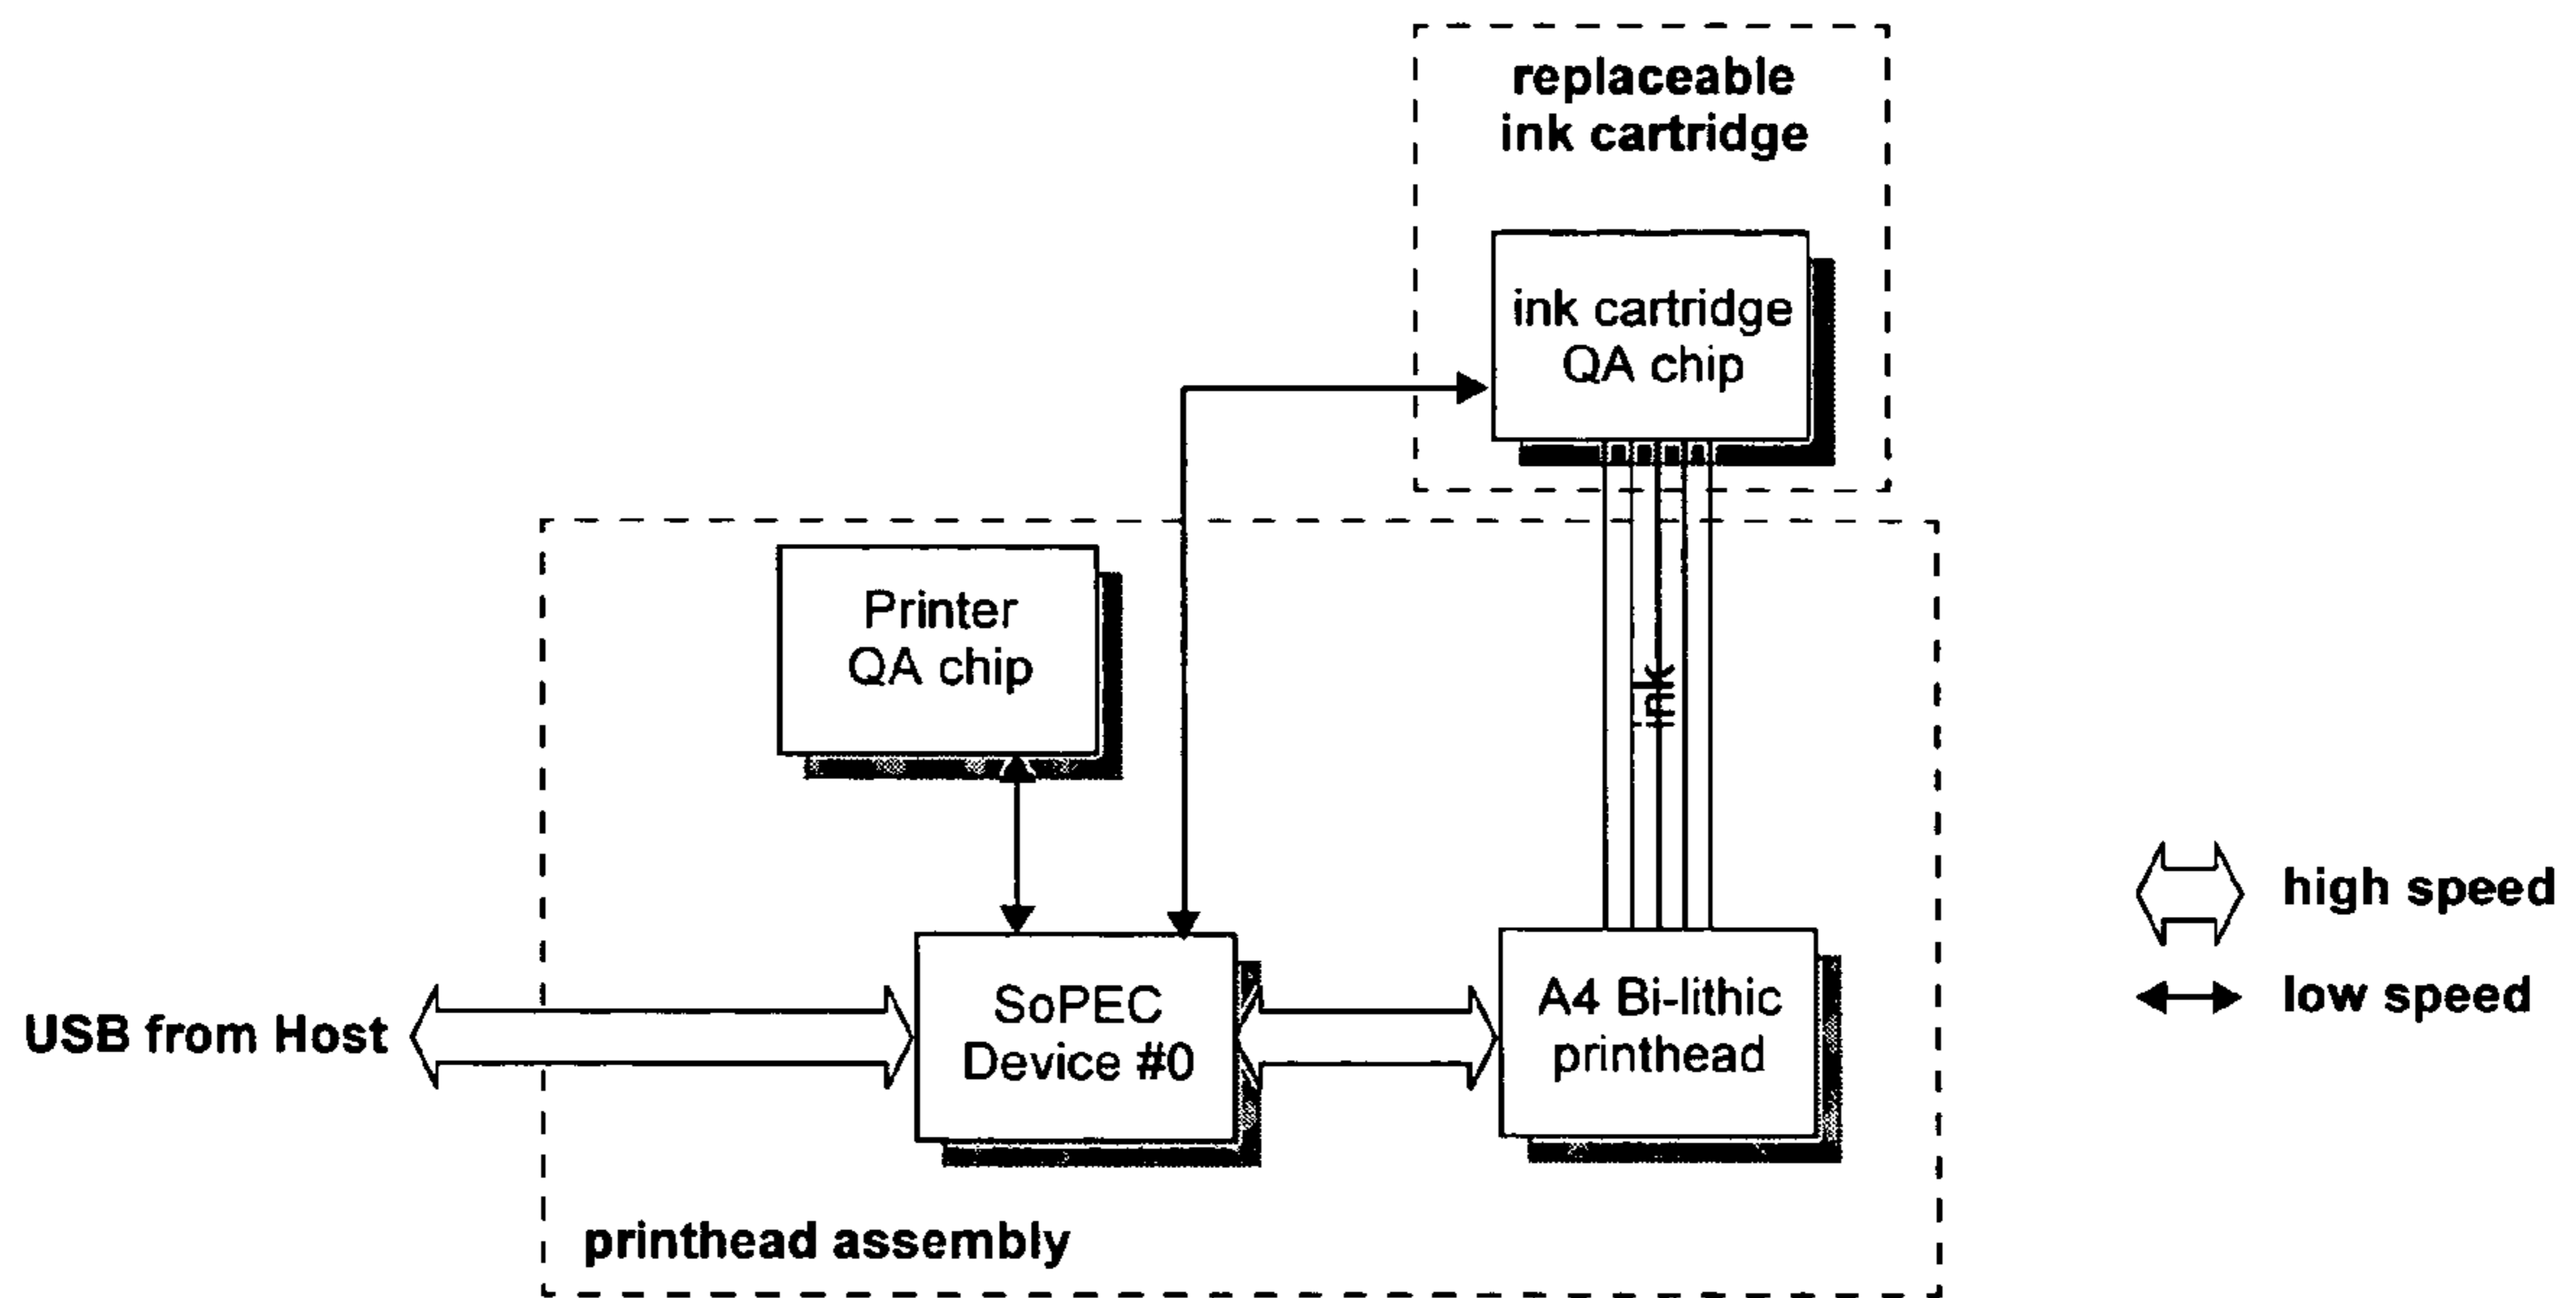 replaceable
ink cartridge
ink cartridge
QA chip
Printer
QA chip
ink
SoPEC
Device #0
A4 Bi-lithic
printhead
USB from Host
high speed
low speed
printhead assembly